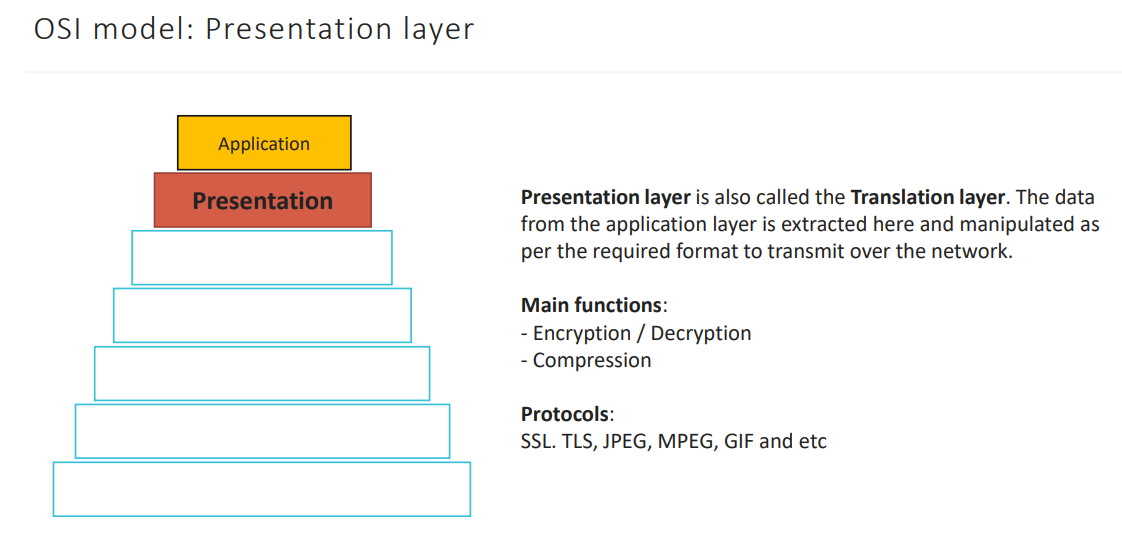 OSI model: Presentation layer
Application
Presentation
Presentation layer is also called the Translation layer. The data
from the application layer is extracted here and manipulated as
per the required format to transmit over the network.
Main functions:
- Encryption / Decryption
- Compression
Protocols:
SSL. TLS, JPEG, MPEG, GIF and etc